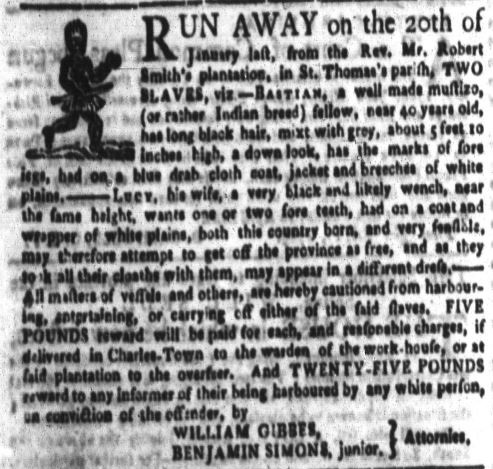 RUN AWAY on the 20th of
January last, from the Rev. Mr. Robert
Smith's plantation, in St. Thomas's parish, TWO
SLAVES, viz.—BASTIAN, a well made mustizo,
(or rather Indian breed) fellow, near 40 years old,
has long black hair, mixt with grey, about 5 feet 10
inches high, a down look, has the marks of sore
legs, had on a blue drab cloth coat, jacket and breeches of white
plains.—LUCY, his wife, a very black and likely wench, near
the same height, wants one or two fore teeth, had on a coat and
wrapper of white plains, both this country born, and very sensible,
may therefore attempt to get off the province as free, and as they
took all their cloaths with them, may appear in a different dress,—
All masters of vessels and others, are hereby cautioned from harbour-
ing, entertaining, or carrying off either of the said slaves. FIVE
POUNDS reward will be paid for each, and reasonable charges, if
delivered in Charles-Town to the warden of the work-house, or at
said plantation to the overseer. And TWENTY-FIVE POUNDS
reward to any informer of their being harboured by any white person,
on conviction of the offender, by
WILLIAM GIBBES,
BENJAMIN SIMONS, junior, } Attornies.